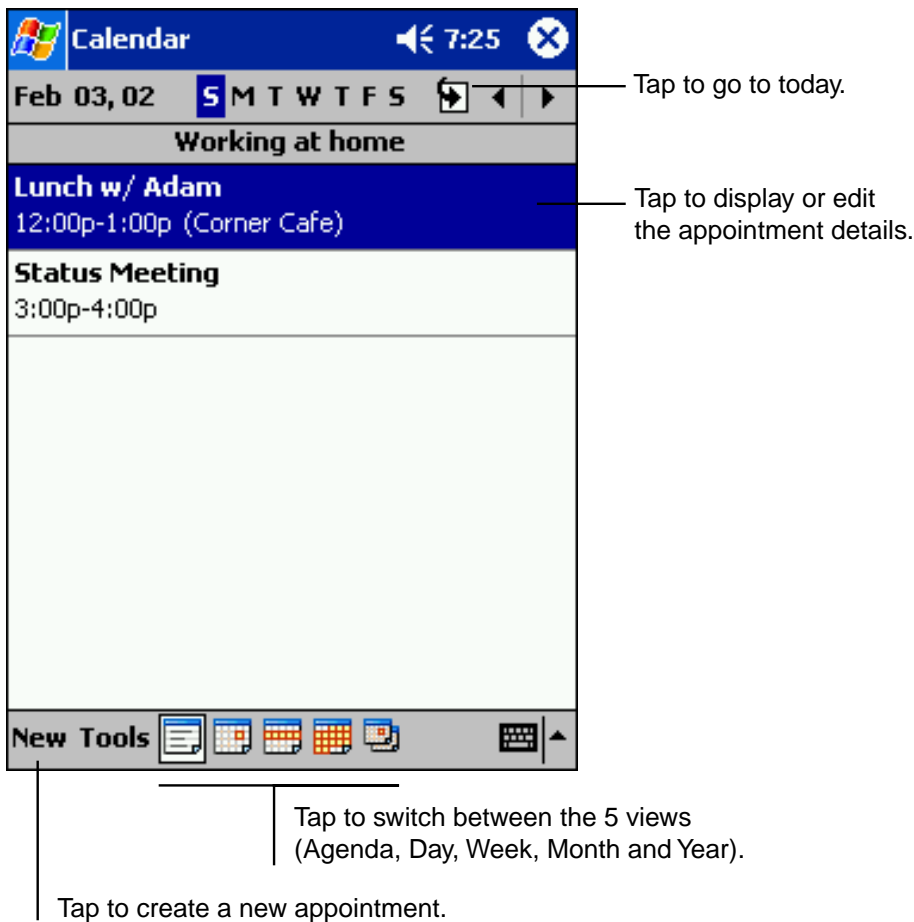 Calendar 7:25
Feb 03, 02 S M T W T F S
Tap to go to today.
Working at home
Lunch w/ Adam
12:00p-1:00p (Corner Cafe)
Tap to display or edit
the appointment details.
Status Meeting
3:00p-4:00p
New Tools
Tap to switch between the 5 views
(Agenda, Day, Week, Month and Year).
Tap to create a new appointment.